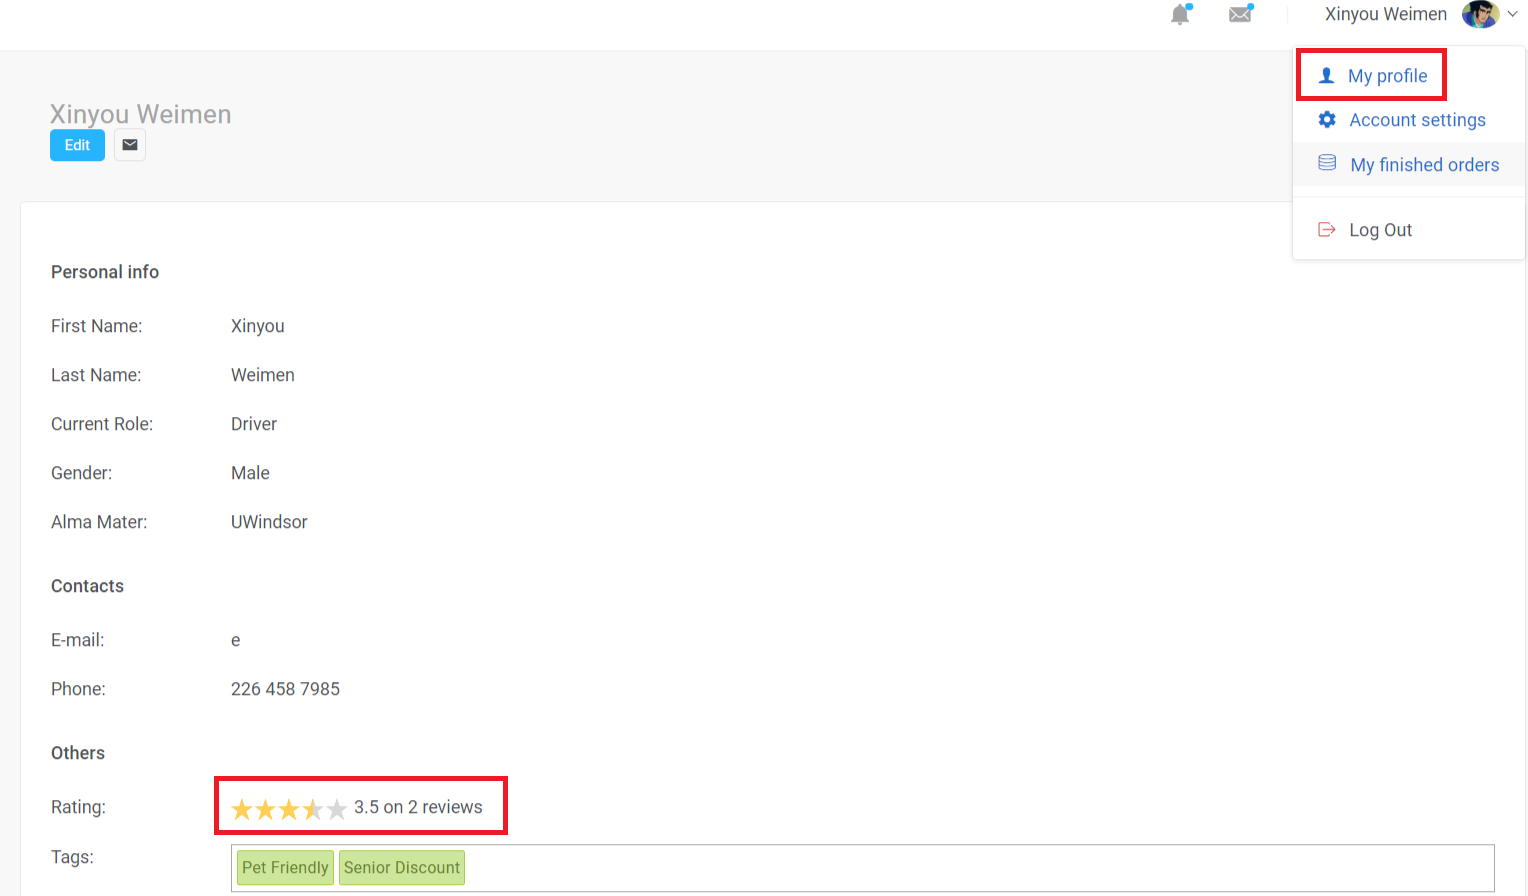 Xinyou Weimen
My profile
Account settings
My finished orders
Log Out
Xinyou Weimen
Edit
Personal info
First Name: Xinyou
Last Name: Weimen
Current Role: Driver
Gender: Male
Alma Mater: UWindsor
Contacts
E-mail: e
Phone: 226 458 7985
Others
Rating: 3.5 on 2 reviews
Tags: Pet Friendly Senior Discount